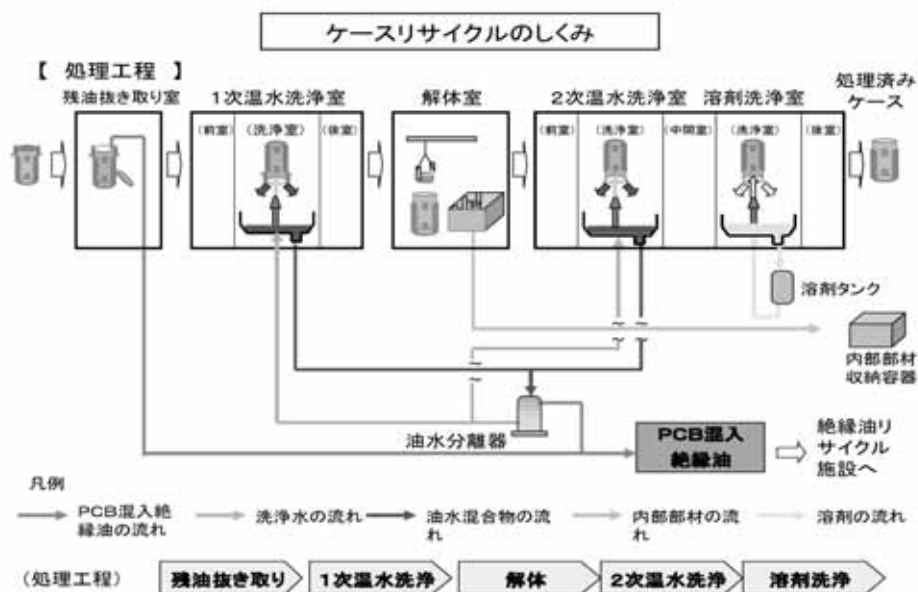 ケースリサイクルのしくみ
【 処理工程 】
残油抜き取り室
1次温水洗浄室
解体室
2次温水洗浄室
溶剤洗浄室
処理済み
ケース
(前室)
(洗浄室)
(後室)
(前室)
(洗浄室)
(中間室)
(洗浄室)
(後室)
溶剤タンク
内部部材
収納容器
油水分離器
PCB混入
絶縁油
絶縁油リ
サイクル
施設へ
凡例
PCB混入絶
縁油の流れ
洗浄水の流れ
油水混合物の流
れ
内部部材の流
れ
溶剤の流れ
(処理工程)
残油抜き取り
1次温水洗浄
解体
2次温水洗浄
溶剤洗浄